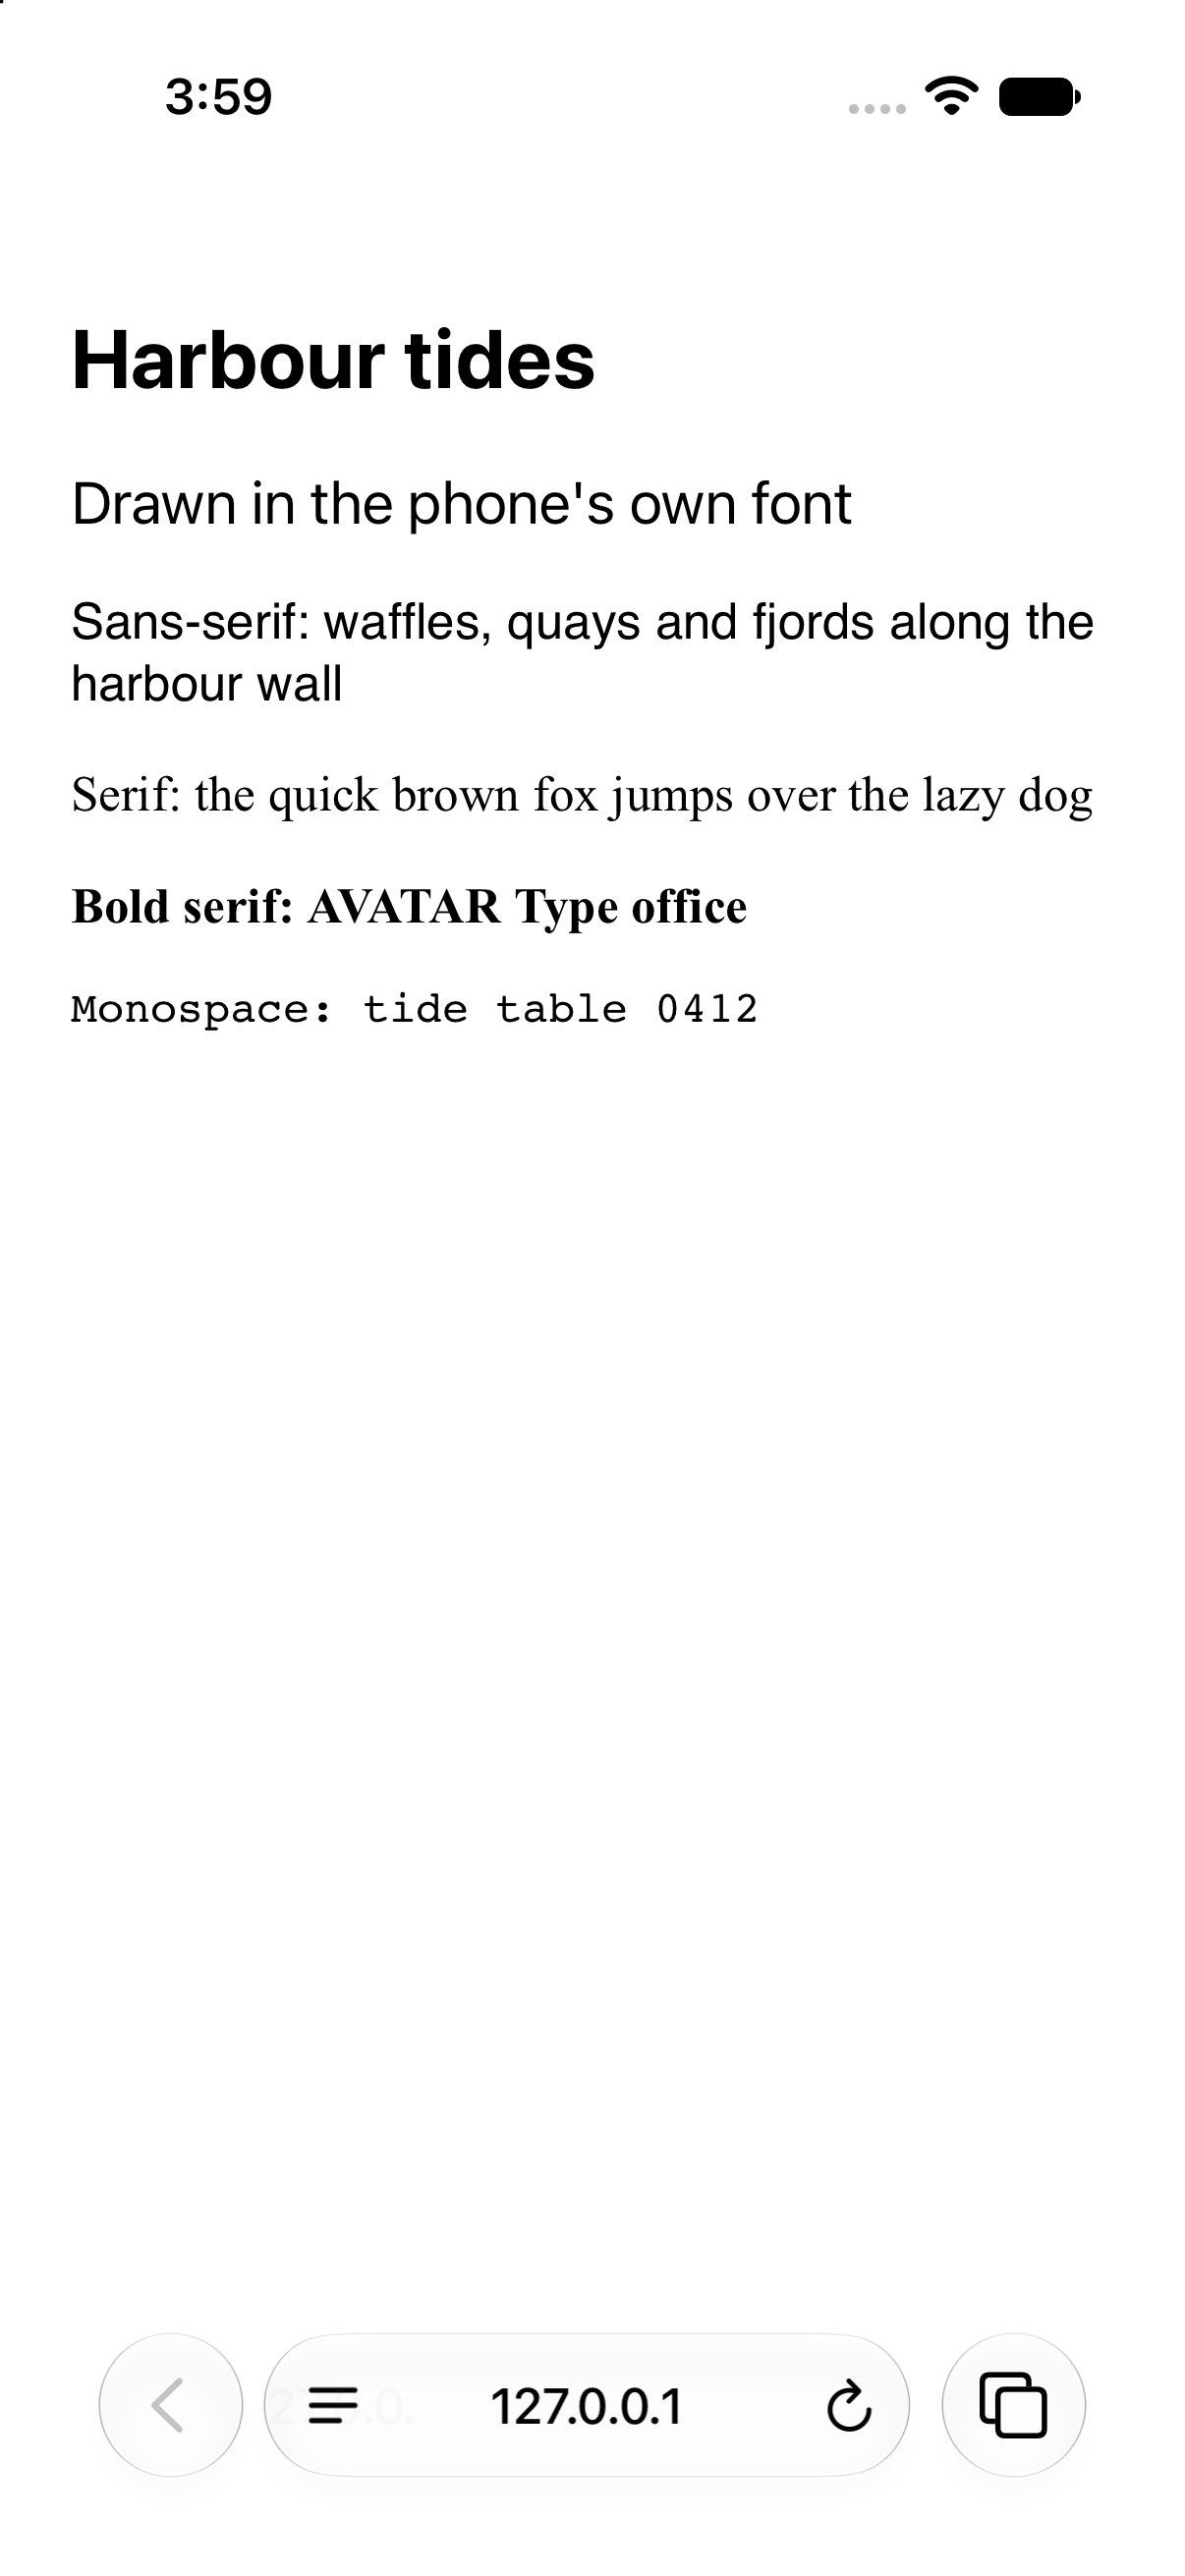 3:59
Harbour tides
Drawn in the phone's own font
Sans-serif: waffles, quays and fjords along the
harbour wall
Serif: the quick brown fox jumps over the lazy dog
Bold serif: AVATAR Type office
Monospace: tide table 0412
127.0.0.1